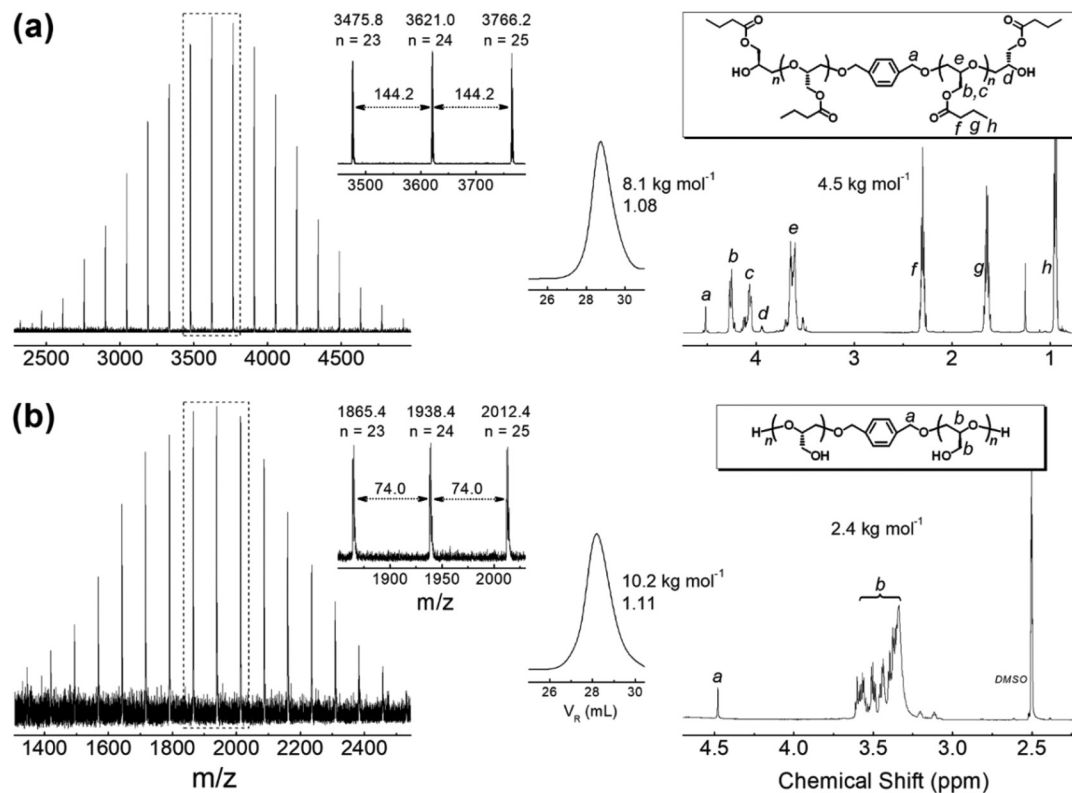 (a)
3475.8 3621.0 3766.2
n = 23 n = 24 n = 25
144.2 144.2
3500 3600 3700
2500 3000 3500 4000 4500
8.1 kg mol⁻¹
1.08
26 28 30
O O
O O
HO O n O a O e O n OH d
b,c
O O
O O
f g h
4.5 kg mol⁻¹
a b c d e f g h
4 3 2 1
(b)
1865.4 1938.4 2012.4
n = 23 n = 24 n = 25
74.0 74.0
1900 1950 2000
m/z
1400 1600 1800 2000 2200 2400
m/z
10.2 kg mol⁻¹
1.11
26 28 30
V_R (mL)
H O n O a O b O n H
OH HO b
2.4 kg mol⁻¹
a b DMSO
4.5 4.0 3.5 3.0 2.5
Chemical Shift (ppm)